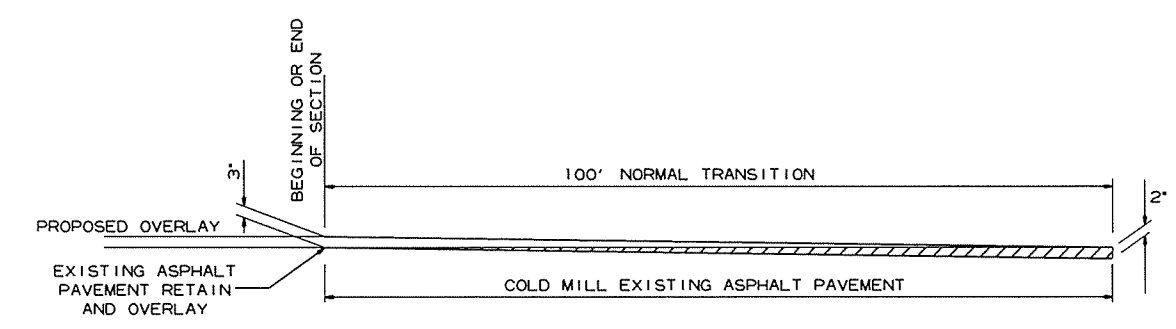 BEGINNING OR END
OF SECTION
3"
100' NORMAL TRANSITION
2"
PROPOSED OVERLAY
EXISTING ASPHALT
PAVEMENT RETAIN
AND OVERLAY
COLD MILL EXISTING ASPHALT PAVEMENT